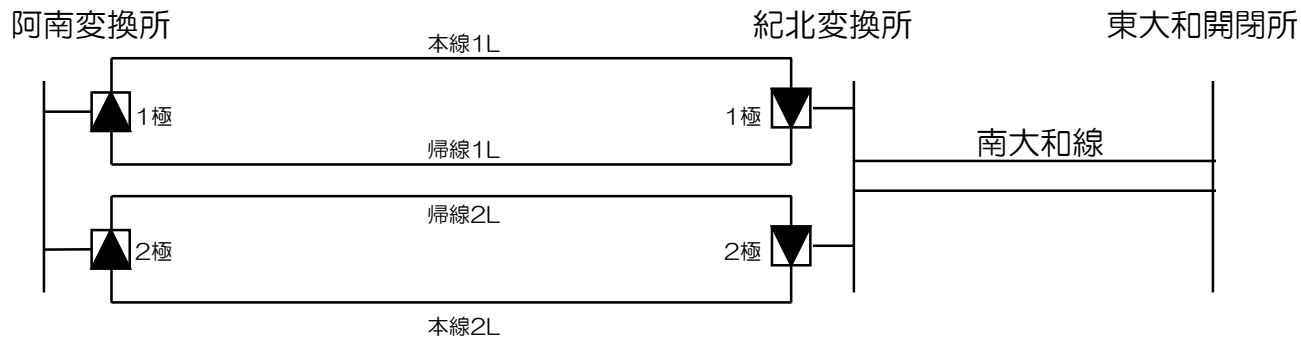 阿南変換所
紀北変換所
東大和開閉所
本線1L
1極
1極
帰線1L
南大和線
帰線2L
2極
2極
本線2L